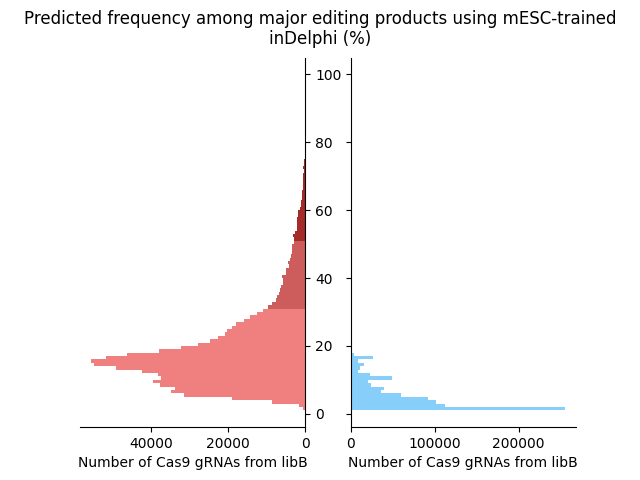 Predicted frequency among major editing products using mESC-trained
inDelphi (%)
100
80
60
40
20
0
40000 20000 0
0 100000 200000
Number of Cas9 gRNAs from libB
Number of Cas9 gRNAs from libB